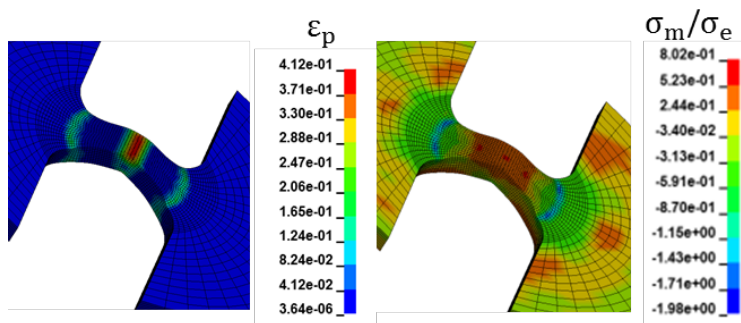 εₚ
4.12e-01
3.71e-01
3.30e-01
2.88e-01
2.47e-01
2.06e-01
1.65e-01
1.24e-01
8.24e-02
4.12e-02
3.64e-06
σₘ/σₑ
8.02e-01
5.23e-01
2.44e-01
-3.40e-02
-3.13e-01
-5.91e-01
-8.70e-01
-1.15e+00
-1.43e+00
-1.71e+00
-1.98e+00